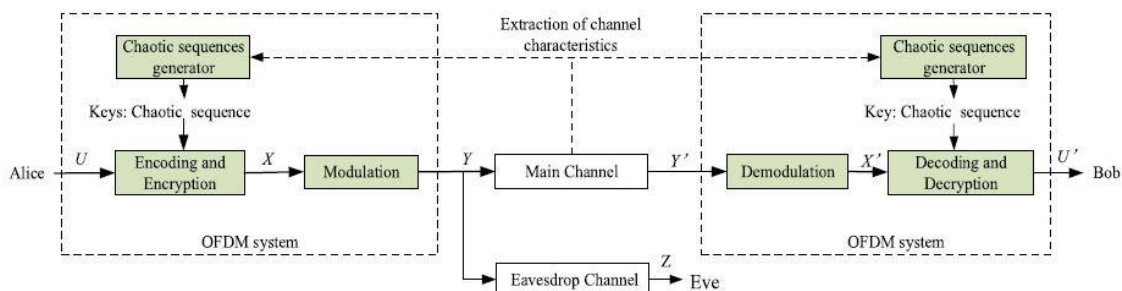 Extraction of channel
characteristics
Chaotic sequences
generator
Chaotic sequences
generator
Keys: Chaotic sequence
Key: Chaotic sequence
Alice
U
Encoding and
Encryption
X
Modulation
Y
Main Channel
Y'
Demodulation
X'
Decoding and
Decryption
U'
Bob
OFDM system
OFDM system
Eavesdrop Channel
Z
Eve